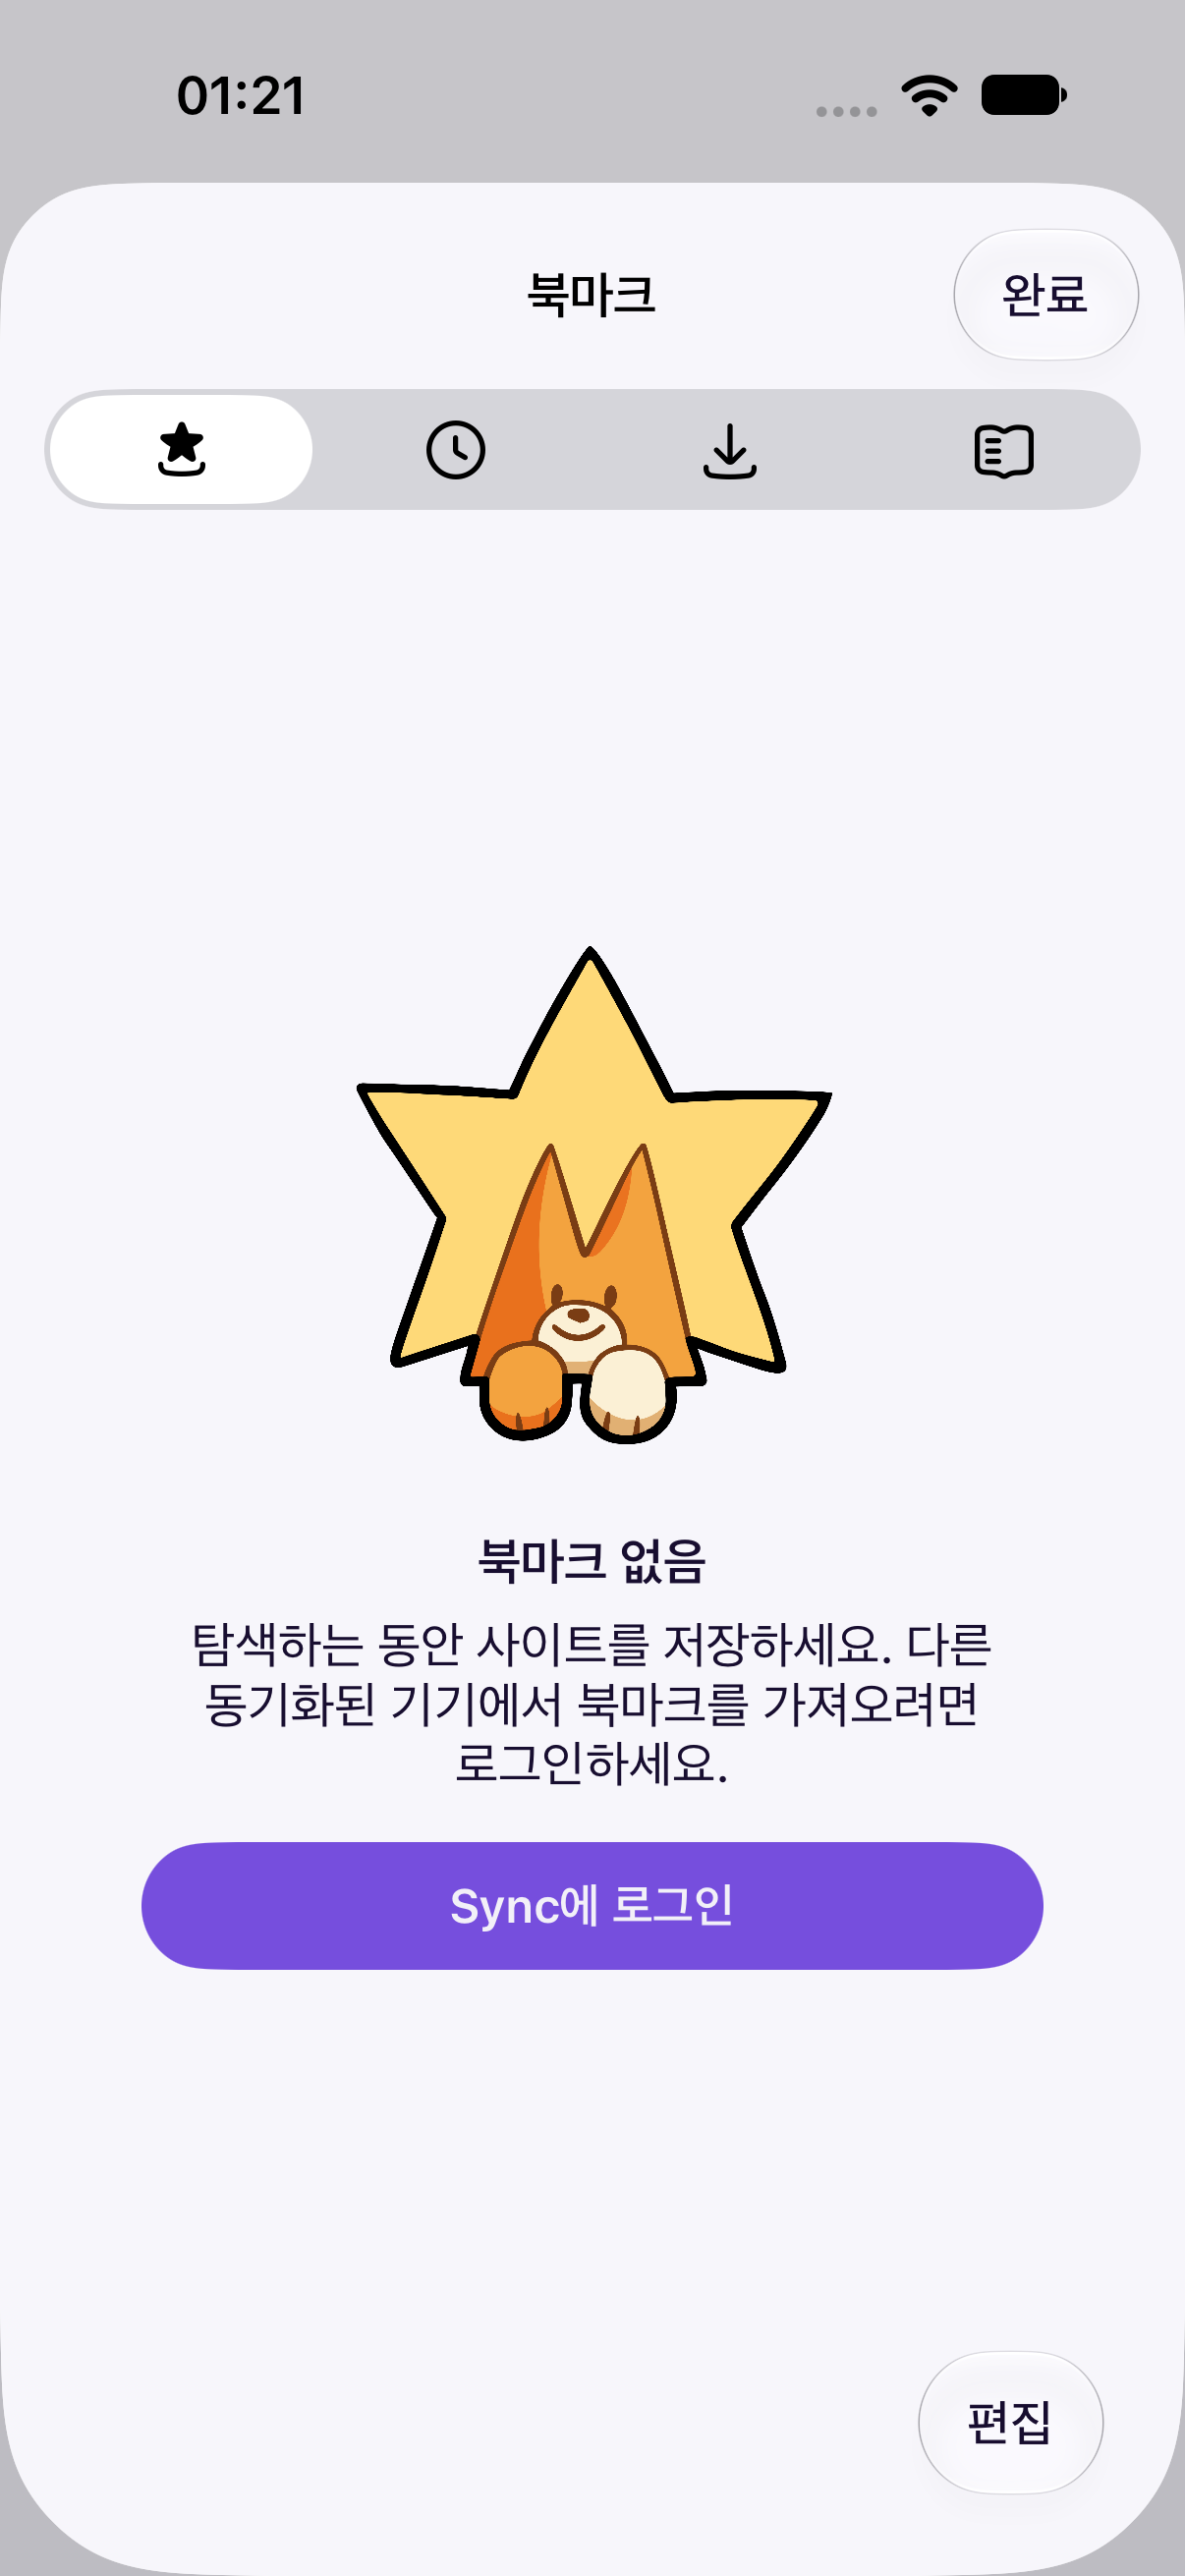 01:21
북마크
완료
북마크 없음
탐색하는 동안 사이트를 저장하세요. 다른
동기화된 기기에서 북마크를 가져오려면
로그인하세요.
Sync에 로그인
편집